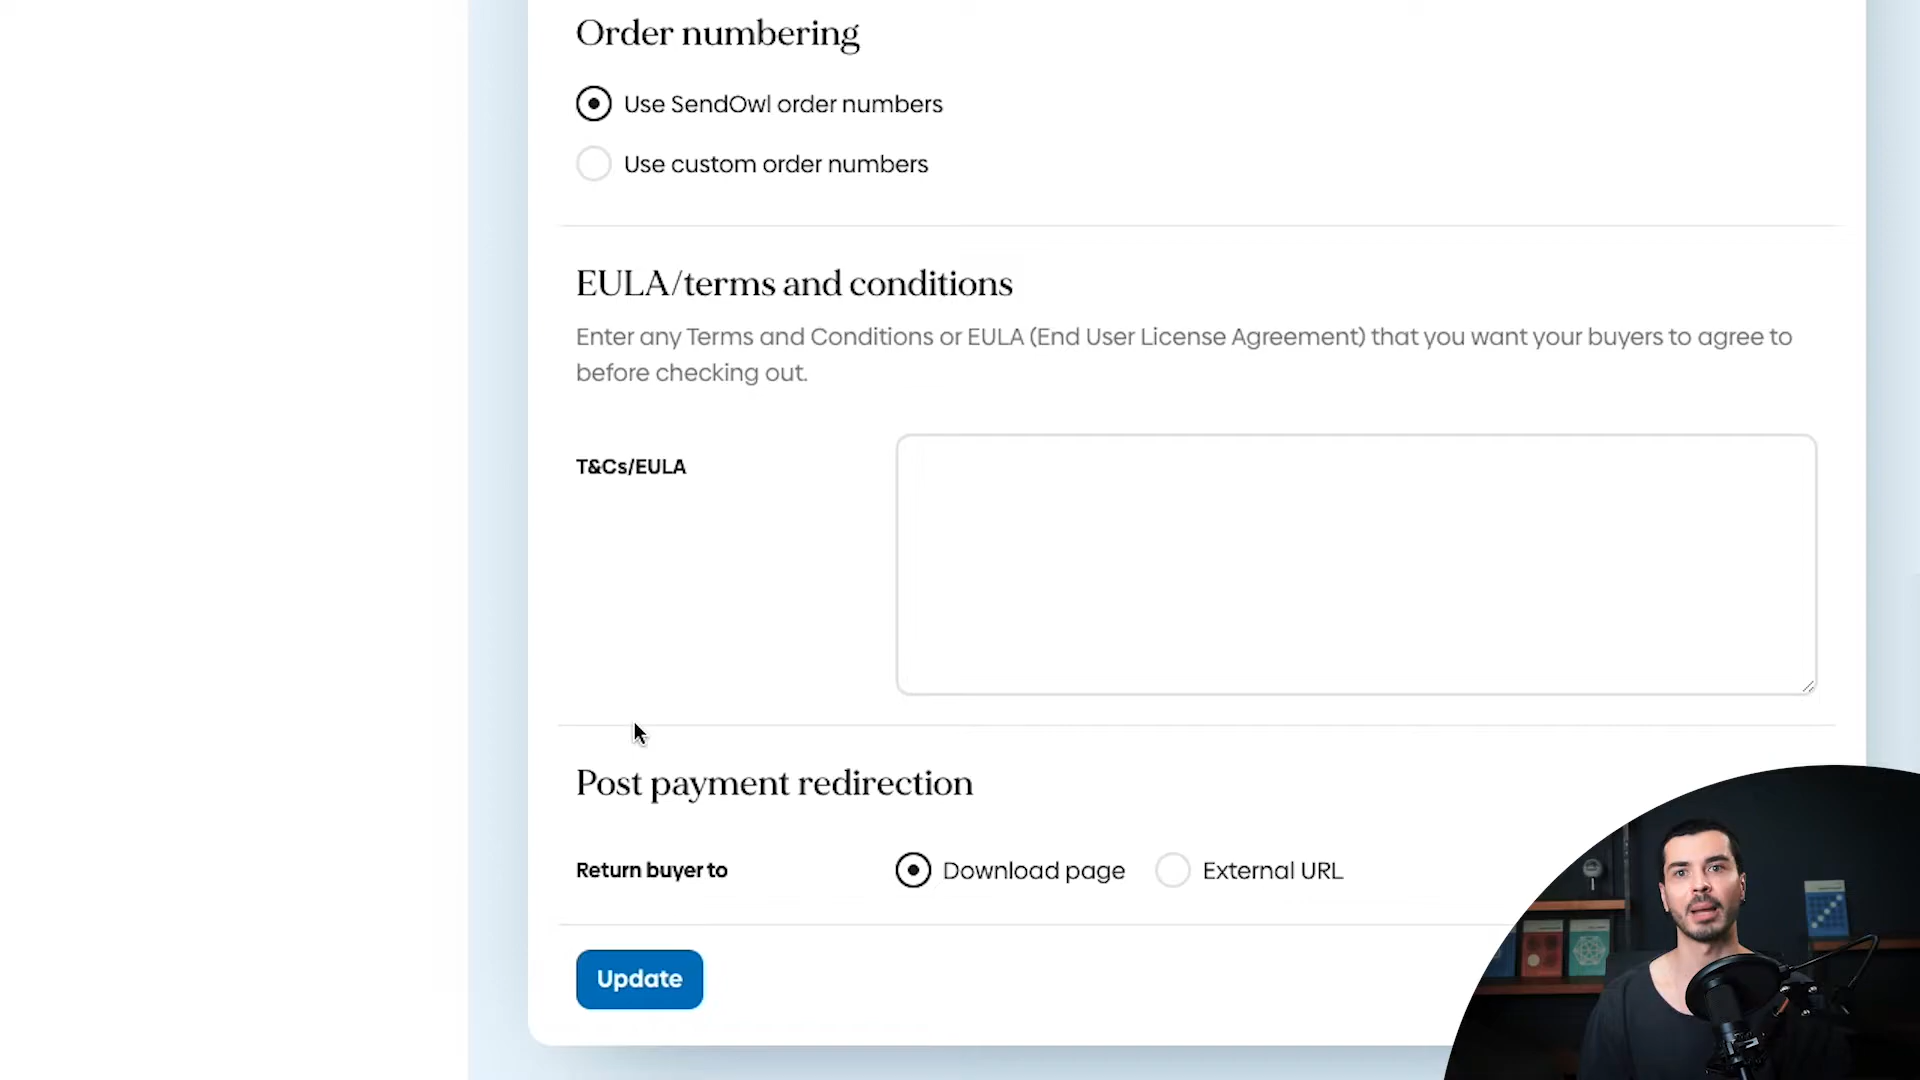 Order numbering
Use SendOwl order numbers
Use custom order numbers
EULA/terms and conditions
Enter any Terms and Conditions or EULA (End User License Agreement) that you want your buyers to agree to
before checking out.
T&Cs/EULA
Post payment redirection
Return buyer to
Download page
External URL
Update